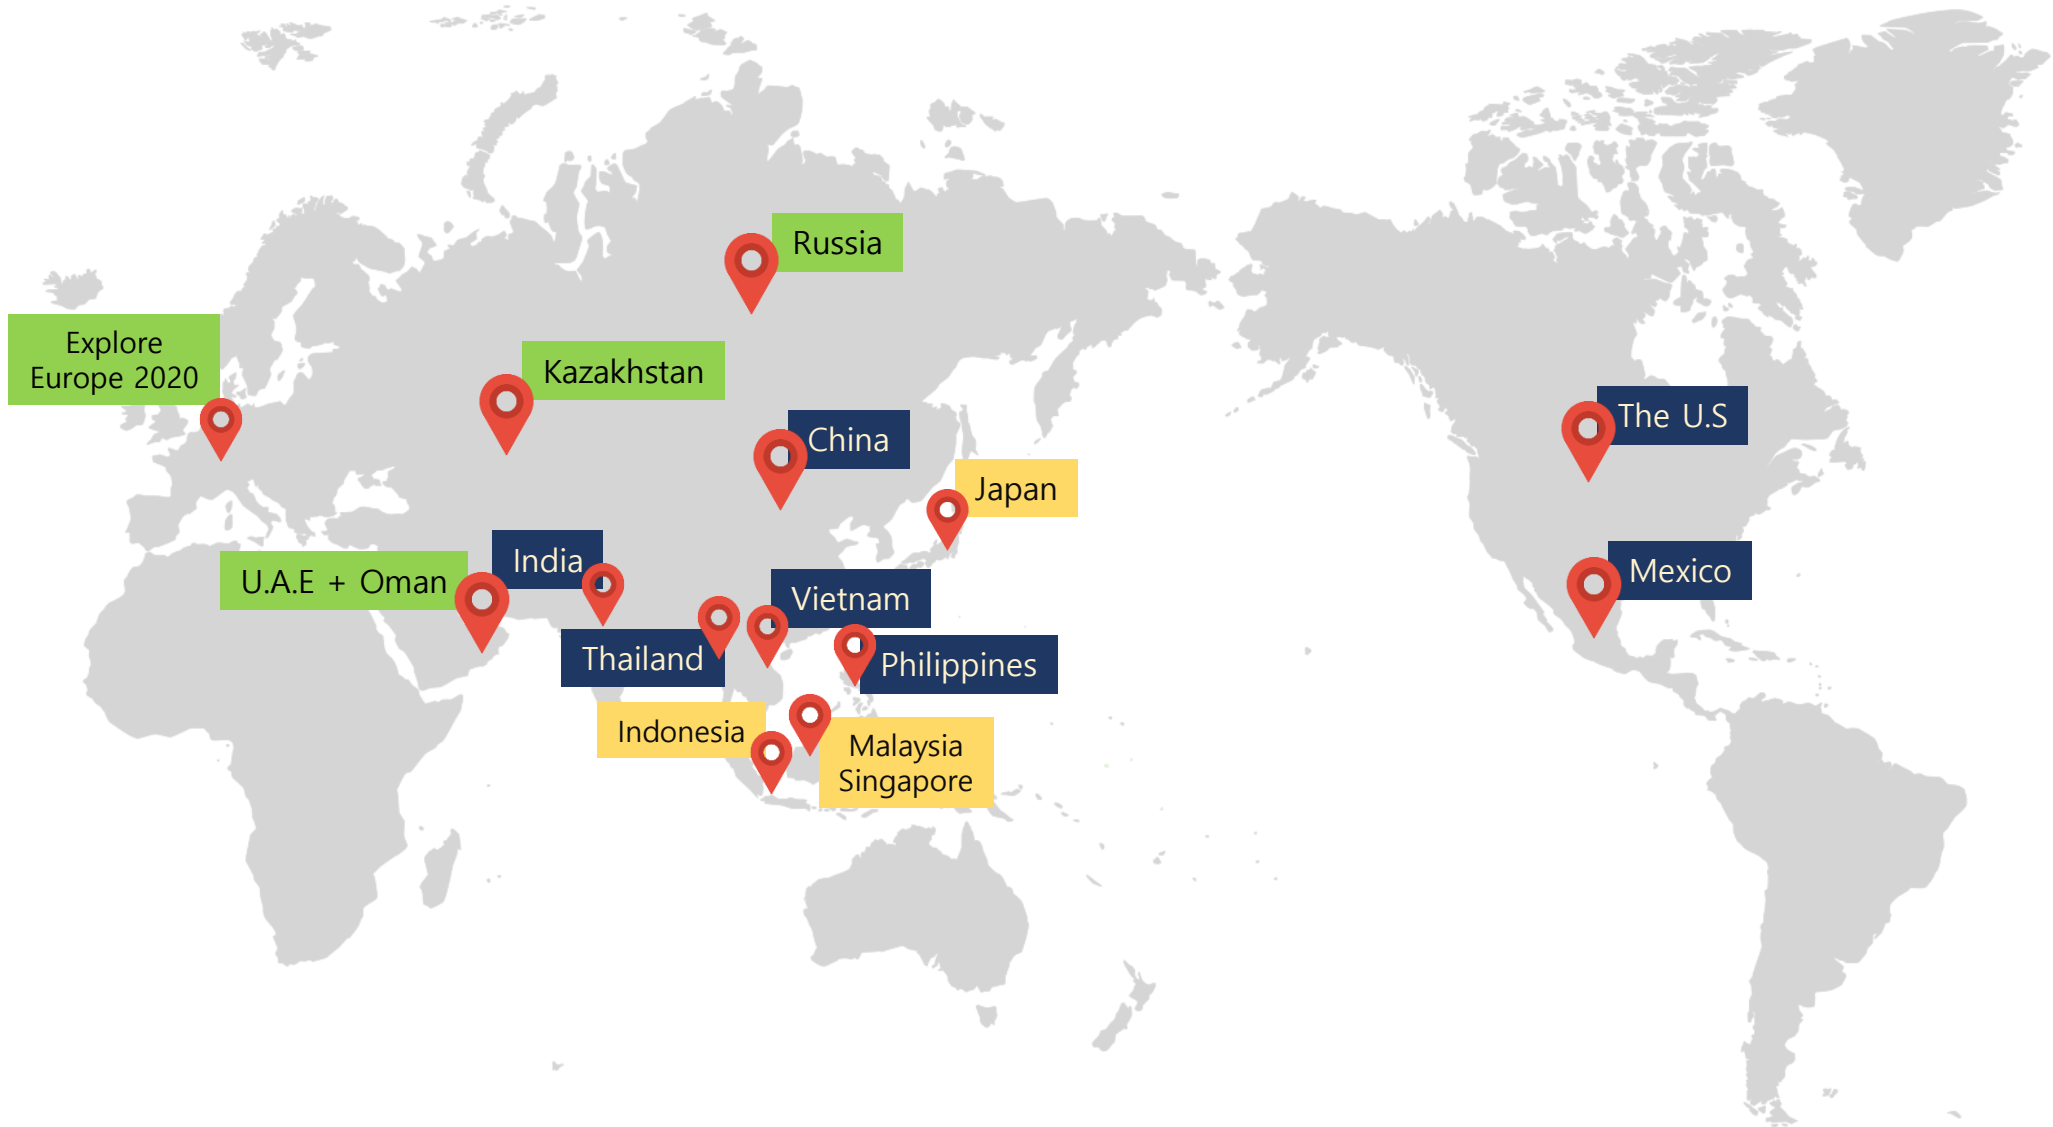 Russia
Explore
Europe 2020
Kazakhstan
China
The U.S
Japan
India
U.A.E + Oman
Mexico
Vietnam
Thailand
Philippines
Indonesia
Malaysia
Singapore